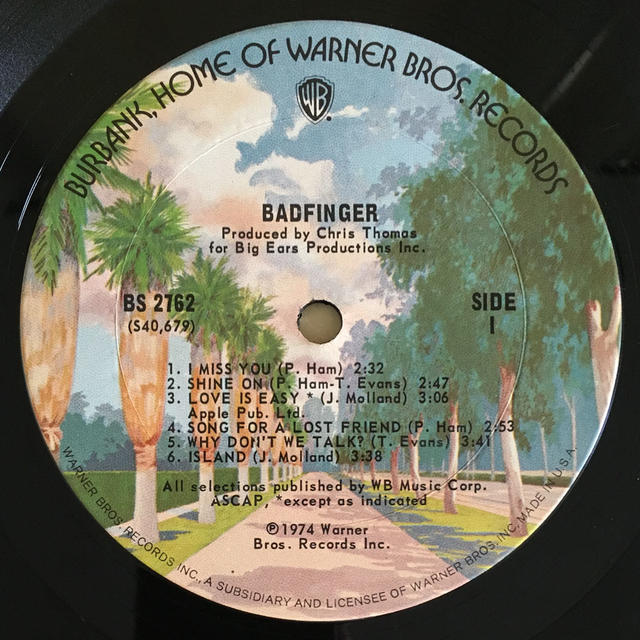 BURBANK, HOME OF WARNER BROS. RECORDS
WB
BADFINGER
Produced by Chris Thomas
for Big Ears Productions Inc.
BS 2762
(S40,679)
SIDE
I
1. I MISS YOU (P. Ham) 2:32
2. SHINE ON (P. Ham-T. Evans) 2:47
3. LOVE IS EASY * (J. Molland) 3:06
Apple Pub. Ltd.
4. SONG FOR A LOST FRIEND (P. Ham) 2:53
5. WHY DON'T WE TALK? (T. Evans) 3:41
6. ISLAND (J. Molland) 3:38
All selections published by WB Music Corp.
ASCAP, *except as indicated
℗1974 Warner
Bros. Records Inc.
WARNER BROS. RECORDS INC., A SUBSIDIARY AND LICENSEE OF WARNER BROS. INC. MADE IN U.S.A.